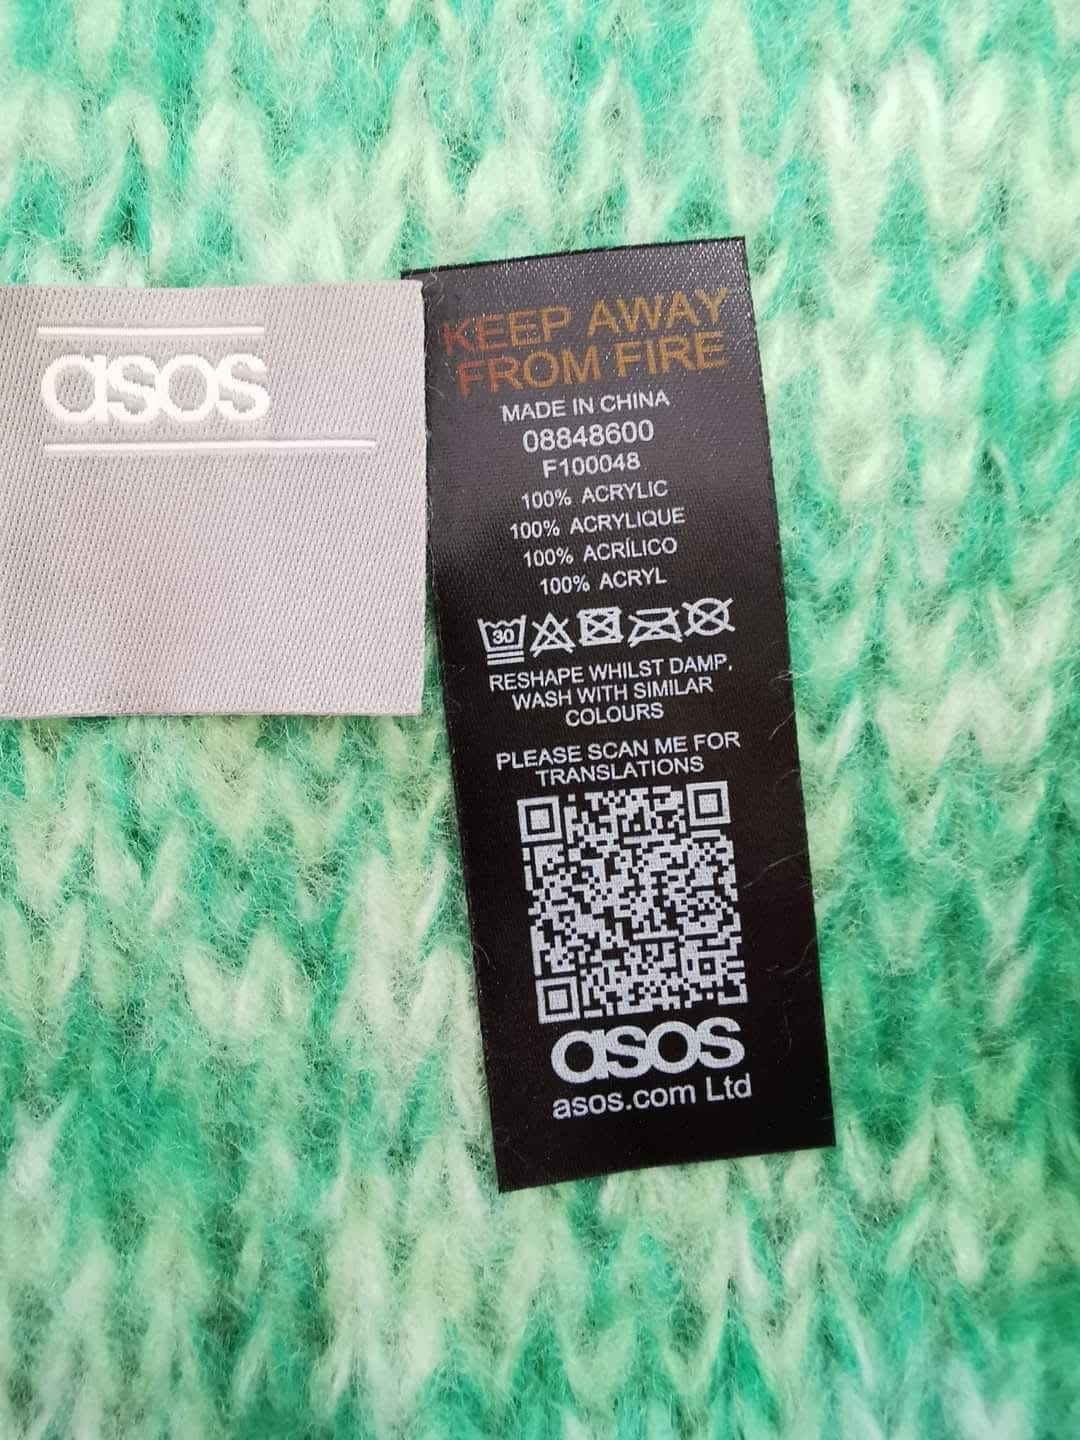 asos
KEEP AWAY
FROM FIRE
MADE IN CHINA
08848600
F100048
100% ACRYLIC
100% ACRYLIQUE
100% ACRÍLICO
100% ACRYL
30
RESHAPE WHILST DAMP,
WASH WITH SIMILAR
COLOURS
PLEASE SCAN ME FOR
TRANSLATIONS
asos
asos.com Ltd